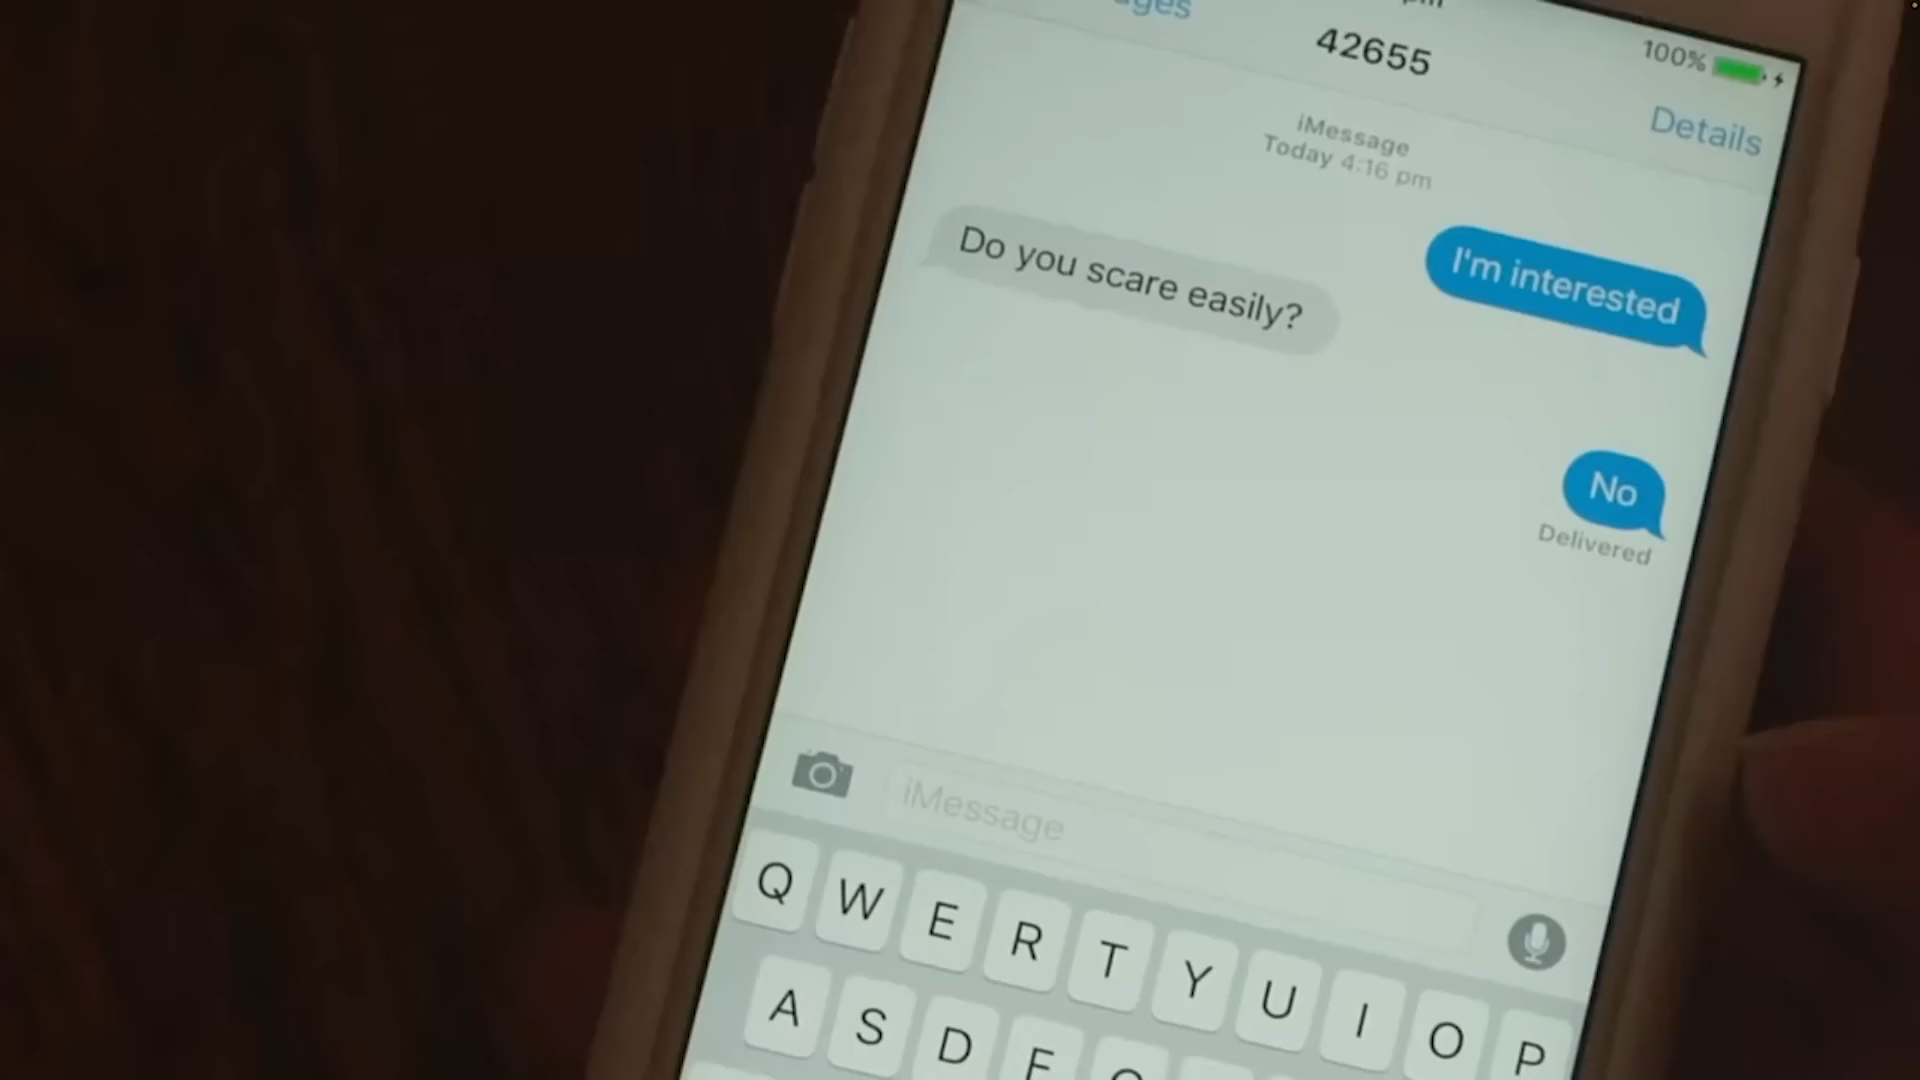 42655
100%
Details
iMessage
Today 4:16 pm
I'm interested
Do you scare easily?
No
Delivered
iMessage
Q W E R T Y U I O P
A S D F